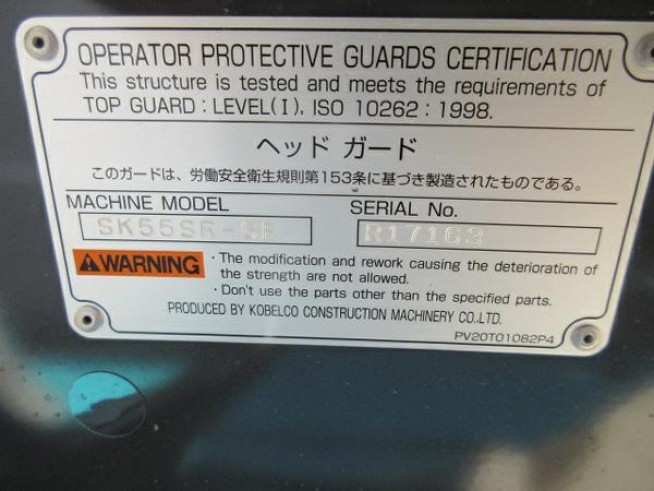 OPERATOR PROTECTIVE GUARDS CERTIFICATION
This structure is tested and meets the requirements of
TOP GUARD : LEVEL(I), ISO 10262 : 1998.
ヘッド ガード
このガードは、労働安全衛生規則第153条に基づき製造されたものである。
MACHINE MODEL SERIAL No.
R17163
WARNING
・The modification and rework causing the deterioration of
the strength are not allowed.
・Don't use the parts other than the specified parts.
PRODUCED BY KOBELCO CONSTRUCTION MACHINERY CO.,LTD.
PV20T01082P4